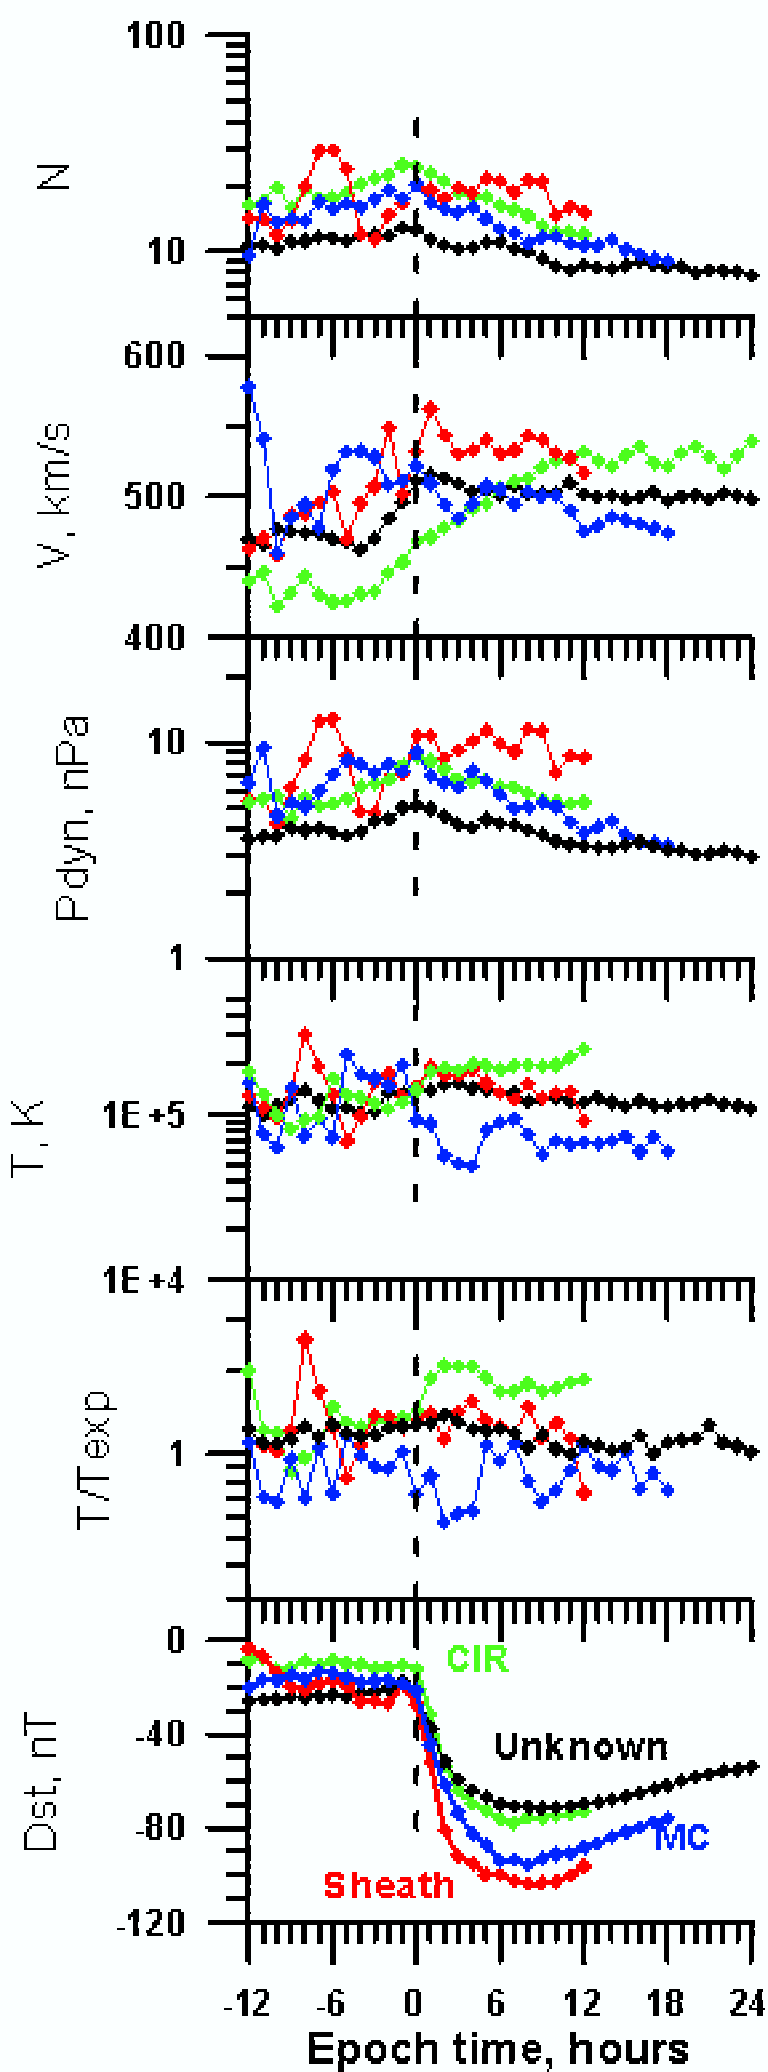 100
N
10
600
V, km/s
500
400
10
Pdyn, nPa
1
T, K
1E+5
1E+4
T/Texp
1
0
CIR
-40
Unknown
Dst, nT
-80
MC
Sheath
-120
-12 -6 0 6 12 18 24
Epoch time, hours